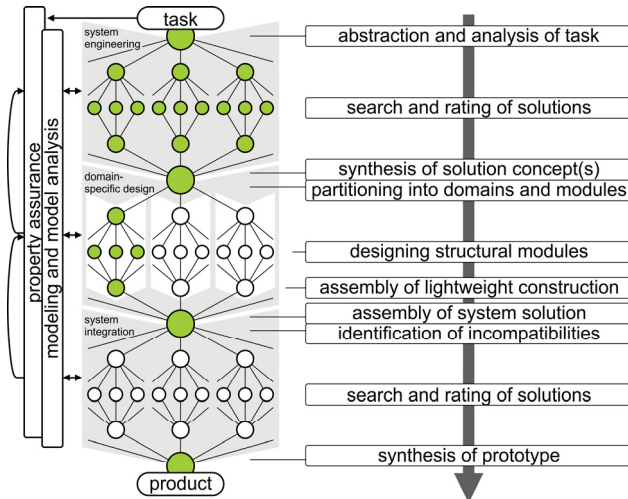 task
system
engineering
abstraction and analysis of task
search and rating of solutions
synthesis of solution concept(s)
domain-
specific design
partitioning into domains and modules
property assurance
modeling and model analysis
designing structural modules
assembly of lightweight construction
assembly of system solution
system
integration
identification of incompatibilities
search and rating of solutions
synthesis of prototype
product